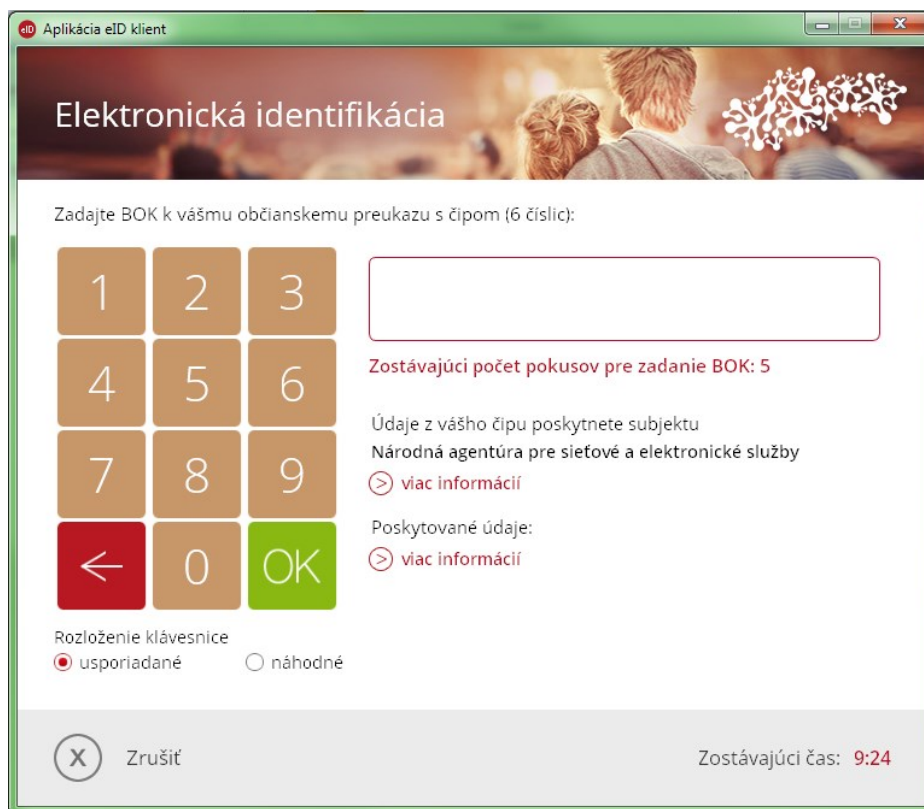 eID Aplikácia eID klient
Elektronická identifikácia
Zadajte BOK k vášmu občianskemu preukazu s čipom (6 číslic):
1 2 3
4 5 6
7 8 9
0 OK
Zostávajúci počet pokusov pre zadanie BOK: 5
Údaje z vášho čipu poskytnete subjektu
Národná agentúra pre sieťové a elektronické služby
viac informácií
Poskytované údaje:
viac informácií
Rozloženie klávesnice
usporiadané náhodné
X Zrušiť Zostávajúci čas: 9:24